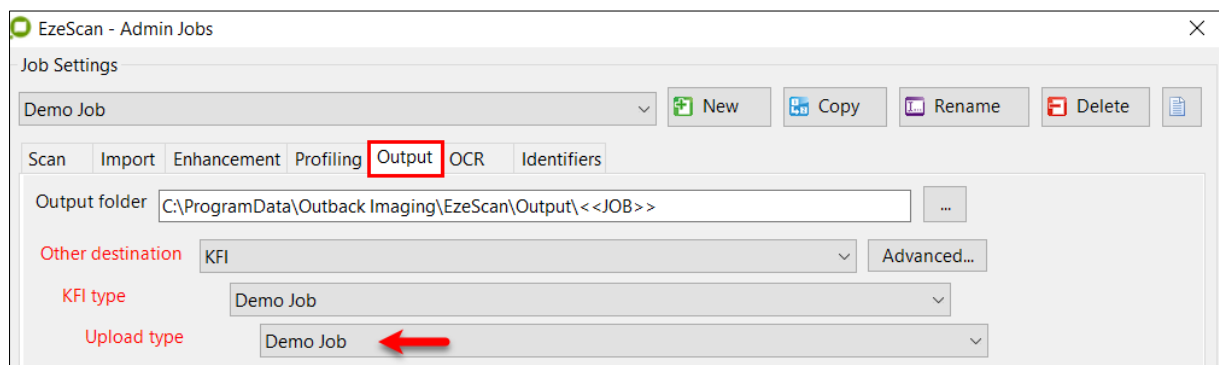 EzeScan - Admin Jobs
Job Settings
Demo Job New Copy Rename Delete
Scan Import Enhancement Profiling Output OCR Identifiers
Output folder C:\ProgramData\Outback Imaging\EzeScan\Output\<<JOB>> ...
Other destination KFI Advanced...
KFI type Demo Job
Upload type Demo Job